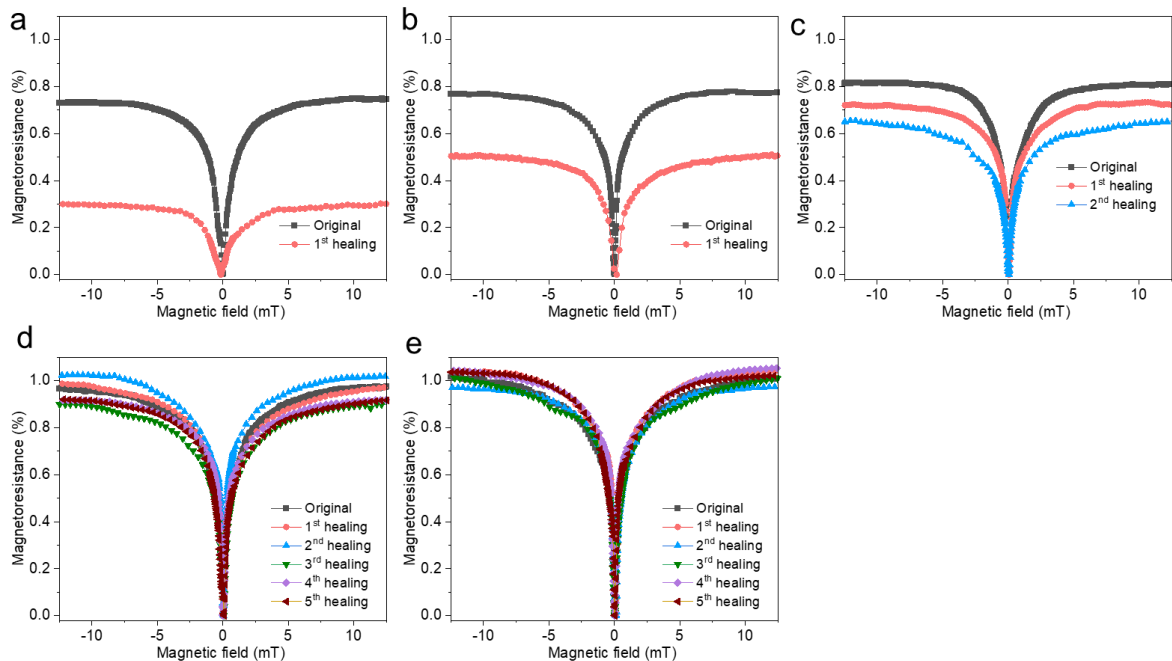 a
1.0
0.8
0.6
0.4
0.2
0.0
Magnetoresistance (%)
Original
1st healing
-10
-5
0
5
10
Magnetic field (mT)
b
1.0
0.8
0.6
0.4
0.2
0.0
Magnetoresistance (%)
Original
1st healing
-10
-5
0
5
10
Magnetic field (mT)
c
1.0
0.8
0.6
0.4
0.2
0.0
Magnetoresistance (%)
Original
1st healing
2nd healing
-10
-5
0
5
10
Magnetic field (mT)
d
1.0
0.8
0.6
0.4
0.2
0.0
Magnetoresistance (%)
Original
1st healing
2nd healing
3rd healing
4th healing
5th healing
-10
-5
0
5
10
Magnetic field (mT)
e
1.0
0.8
0.6
0.4
0.2
0.0
Magnetoresistance (%)
Original
1st healing
2nd healing
3rd healing
4th healing
5th healing
-10
-5
0
5
10
Magnetic field (mT)